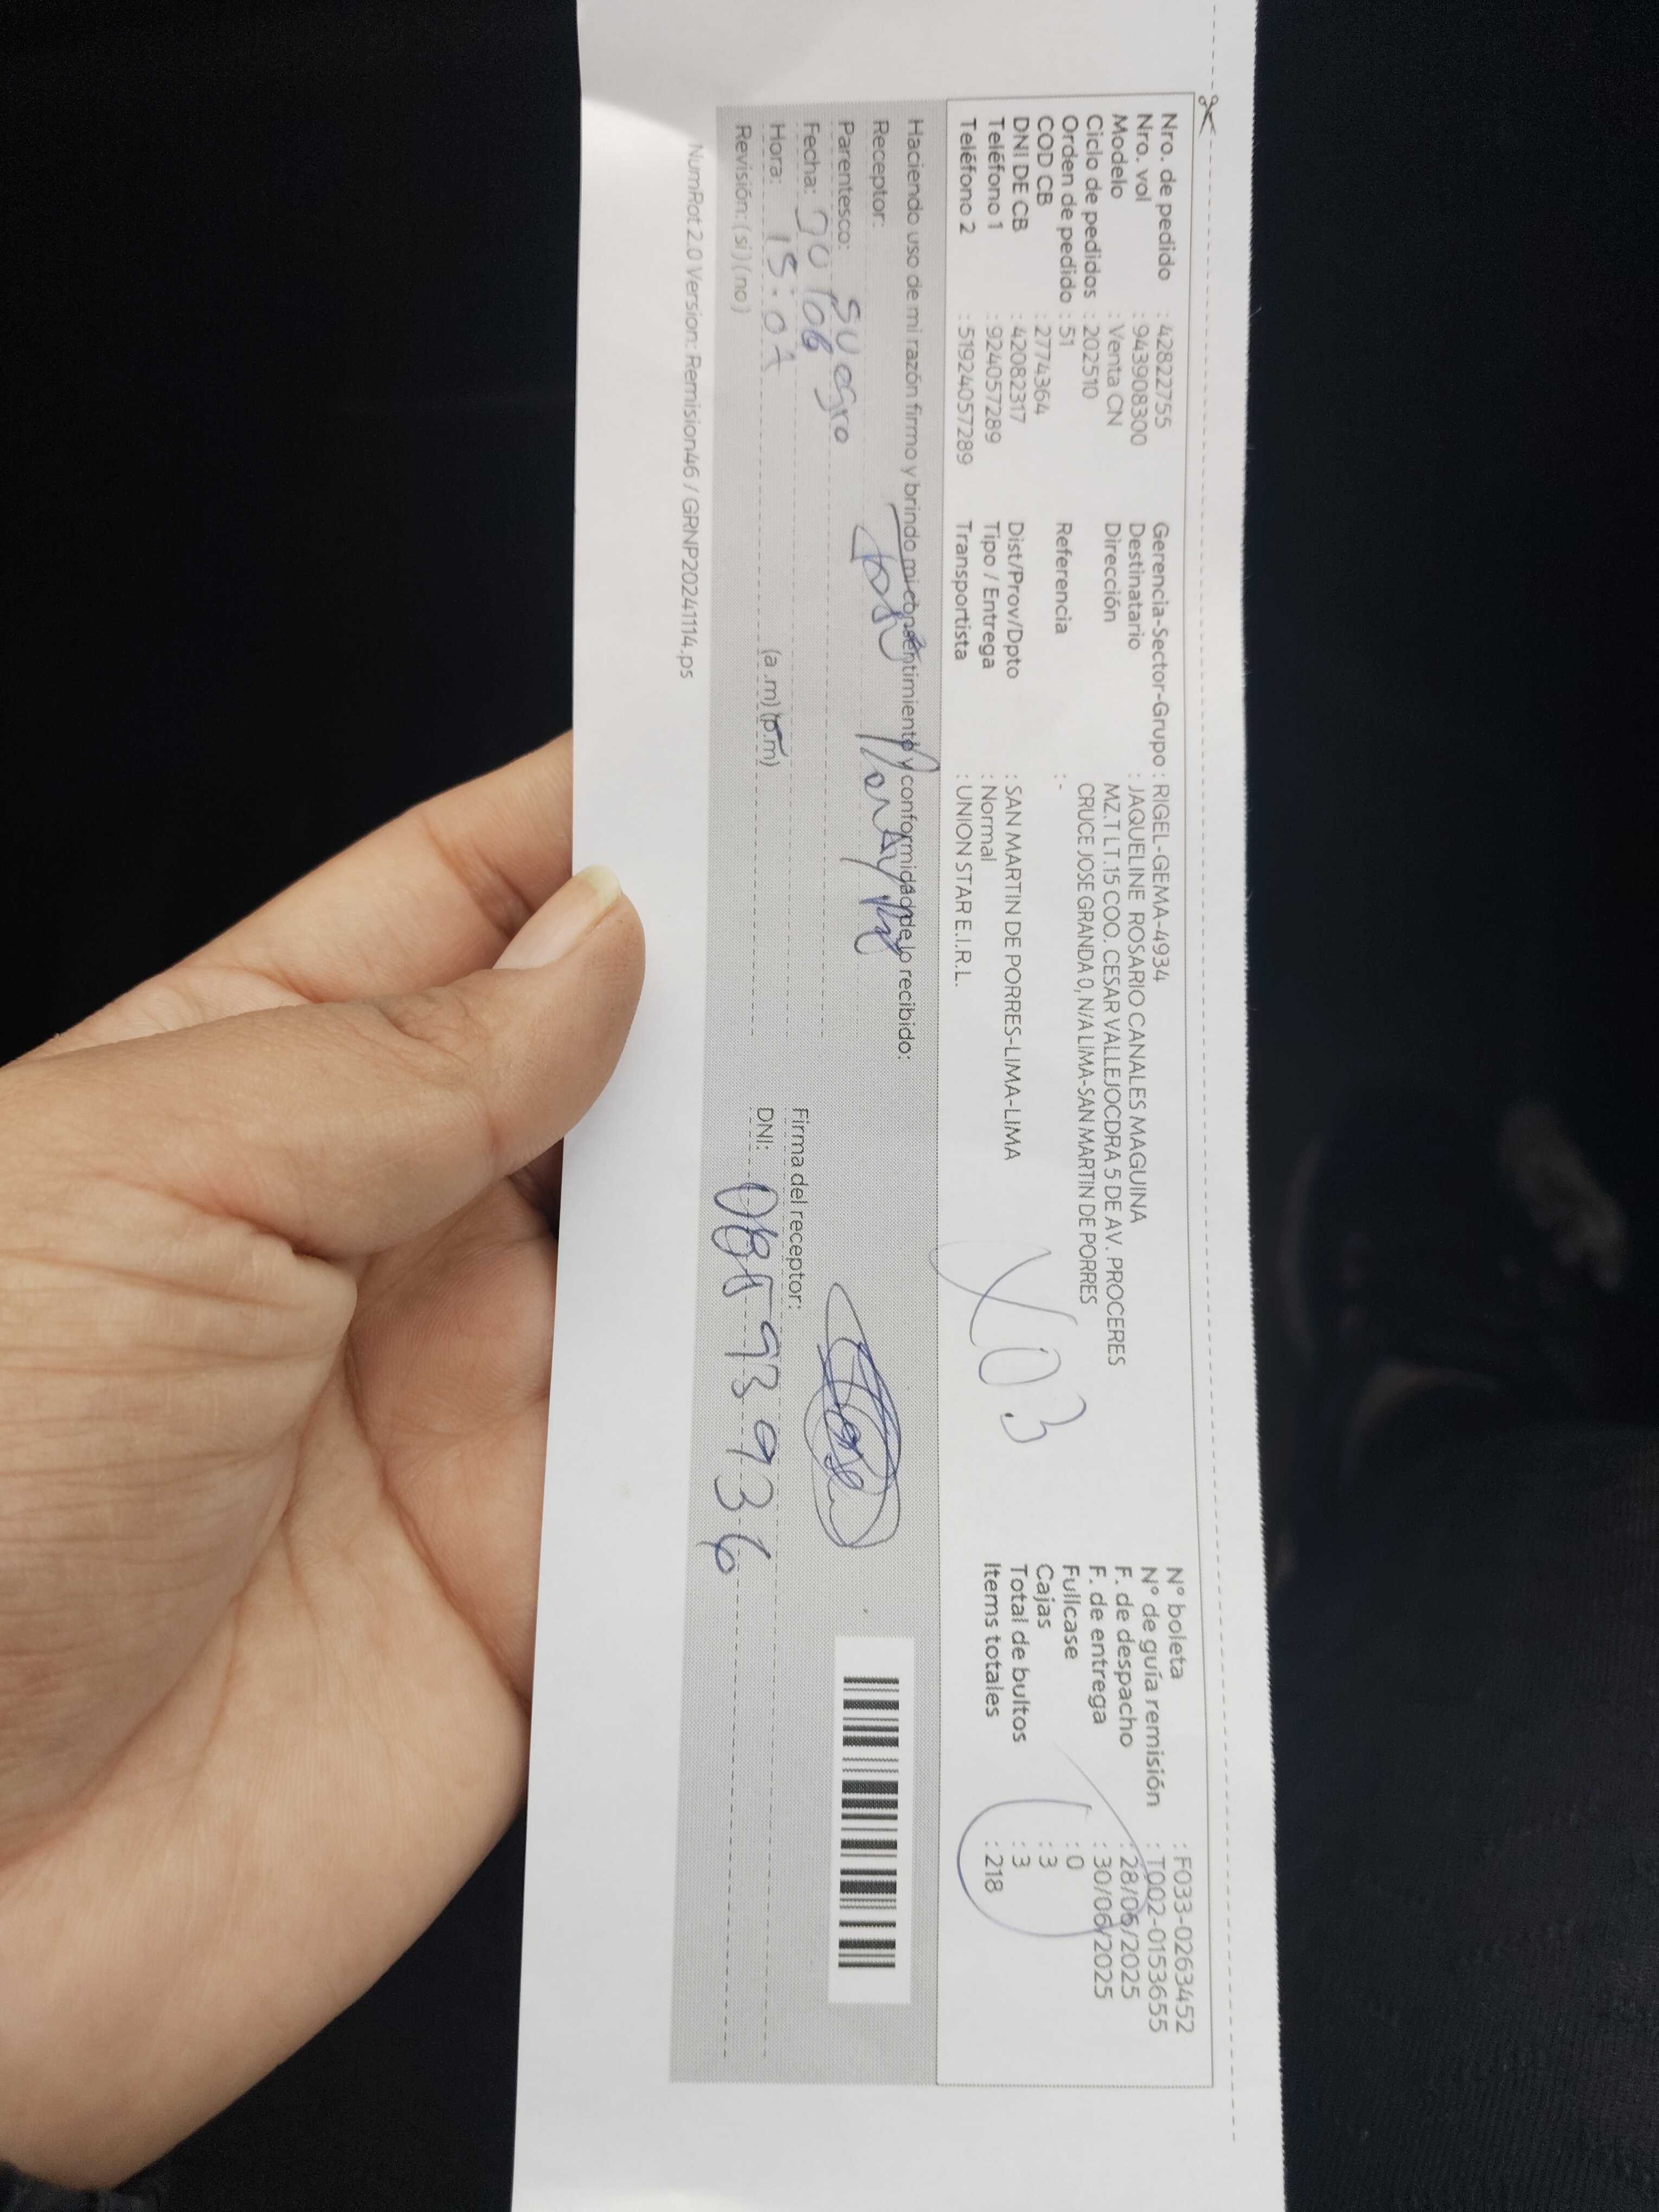 Nro. de pedido : 42822755
Nro. vol : 943908300
Modelo : Venta CN
Ciclo de pedidos : 202510
Orden de pedido : 51
COD CB : 2774364
DNI DE CB : 42082317
Teléfono 1 : 924057289
Teléfono 2 : 51924057289
Gerencia-Sector-Grupo : RIGEL-GEMA-4934
Destinatario : JAQUELINE ROSARIO CANALES MAGUINA
Dirección MZ.T LT.15 COO. CESAR VALLEJOCDRA 5 DE AV. PROCERES
CRUCE JOSE GRANDA 0, N/A LIMA-SAN MARTIN DE PORRES
Referencia : -
Dist/Prov/Dpto : SAN MARTIN DE PORRES-LIMA-LIMA
Tipo / Entrega : Normal
Transportista : UNION STAR E.I.R.L.
X03
N° boleta : F033-0263452
N° de guía remisión : T002-0153655
F. de despacho : 28/06/2025
F. de entrega : 30/06/2025
Fullcase : 0
Cajas : 3
Total de bultos : 3
Items totales : 218
Haciendo uso de mi razón firmo y brindo mi consentimiento y conformidad de lo recibido:
Receptor:
Parentesco: suegro
Fecha: 30/06
Hora: (a.m) (p.m)
Revisión: (si) (no)
Firma del receptor: Jose
DNI:
NumRot 2.0 Version: Remision46 / GRNP20241114.ps